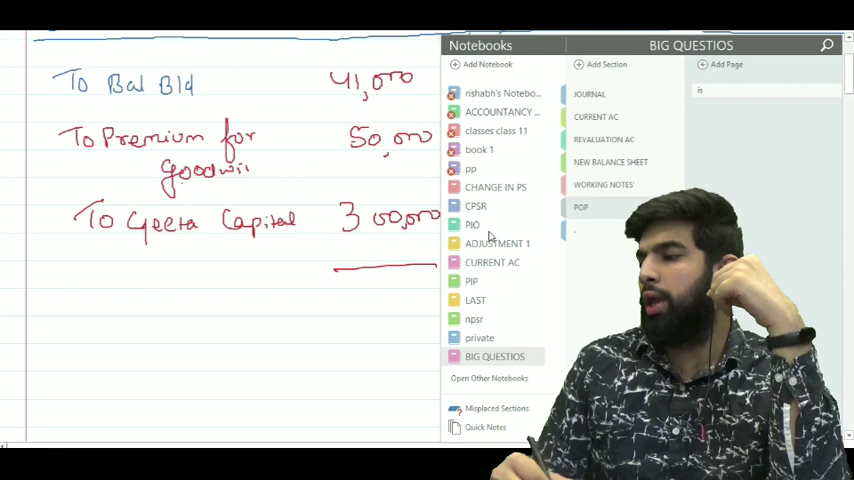 To Bal B/d 41,000
To Premium for 50,000
Goodwill
To Geeta Capital 300,000
Notebooks
BIG QUESTIOS
Add Notebook
Add Section
Add Page
rishabh's Notebo...
ACCOUNTANCY ...
classes class 11
book 1
pp
CHANGE IN PS
CPSR
PIO
ADJUSTMENT 1
CURRENT AC
PIP
LAST
npsr
private
BIG QUESTIOS
Open Other Notebooks
Misplaced Sections
Quick Notes
JOURNAL
CURRENT AC
REVALUATION AC
NEW BALANCE SHEET
WORKING NOTES'
POP
.
is